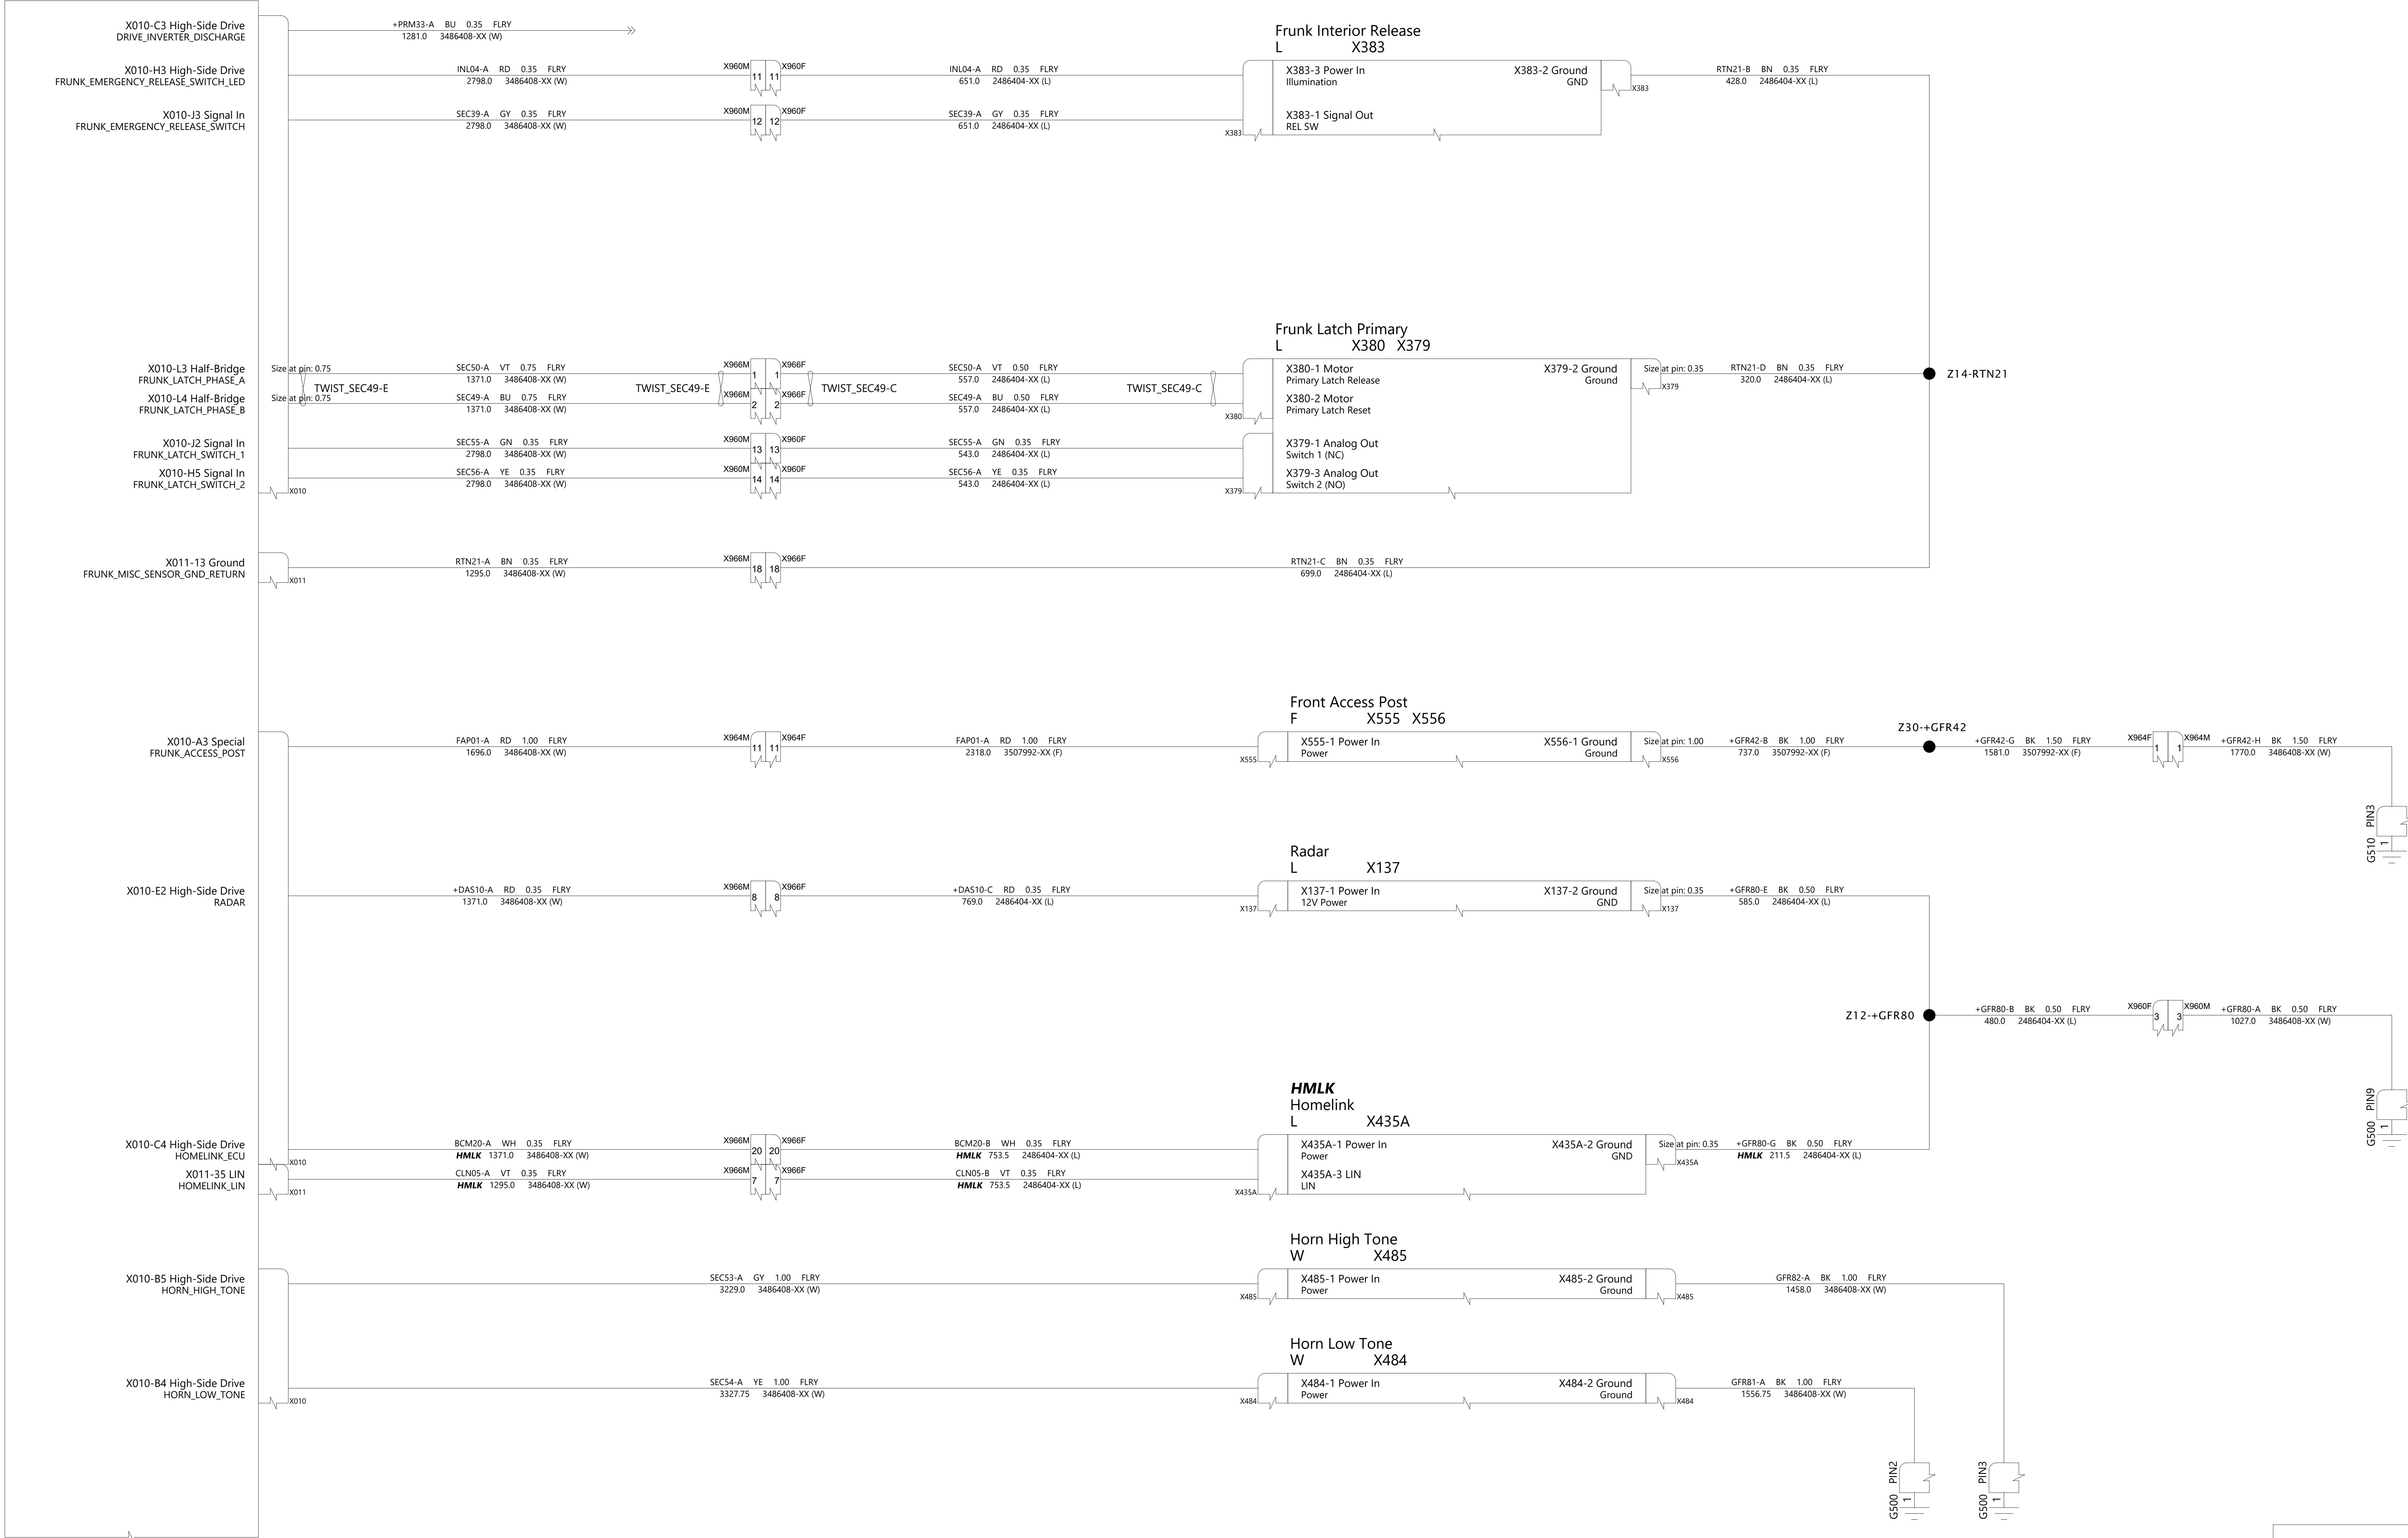 X010-C3 High-Side Drive
DRIVE_INVERTER_DISCHARGE
+PRM33-A BU 0.35 FLRY
1281.0 3486408-XX (W)
Frunk Interior Release
L X383
X010-H3 High-Side Drive
FRUNK_EMERGENCY_RELEASE_SWITCH_LED
INL04-A RD 0.35 FLRY
2798.0 3486408-XX (W)
X960M 11 11 X960F
INL04-A RD 0.35 FLRY
651.0 2486404-XX (L)
X383-3 Power In
Illumination
X383-2 Ground
GND
X383
RTN21-B BN 0.35 FLRY
428.0 2486404-XX (L)
X010-J3 Signal In
FRUNK_EMERGENCY_RELEASE_SWITCH
SEC39-A GY 0.35 FLRY
2798.0 3486408-XX (W)
X960M 12 12 X960F
SEC39-A GY 0.35 FLRY
651.0 2486404-XX (L)
X383
X383-1 Signal Out
REL SW
Frunk Latch Primary
L X380 X379
X010-L3 Half-Bridge
FRUNK_LATCH_PHASE_A
Size at pin: 0.75
SEC50-A VT 0.75 FLRY
1371.0 3486408-XX (W)
X966M 1 1 X966F
SEC50-A VT 0.50 FLRY
557.0 2486404-XX (L)
X380-1 Motor
Primary Latch Release
X379-2 Ground
Ground
Size at pin: 0.35
X379
RTN21-D BN 0.35 FLRY
320.0 2486404-XX (L)
Z14-RTN21
TWIST_SEC49-E
TWIST_SEC49-E
TWIST_SEC49-C
TWIST_SEC49-C
X010-L4 Half-Bridge
FRUNK_LATCH_PHASE_B
Size at pin: 0.75
SEC49-A BU 0.75 FLRY
1371.0 3486408-XX (W)
X966M 2 2 X966F
SEC49-A BU 0.50 FLRY
557.0 2486404-XX (L)
X380
X380-2 Motor
Primary Latch Reset
X010-J2 Signal In
FRUNK_LATCH_SWITCH_1
SEC55-A GN 0.35 FLRY
2798.0 3486408-XX (W)
X960M 13 13 X960F
SEC55-A GN 0.35 FLRY
543.0 2486404-XX (L)
X379-1 Analog Out
Switch 1 (NC)
X010-H5 Signal In
FRUNK_LATCH_SWITCH_2
X010
SEC56-A YE 0.35 FLRY
2798.0 3486408-XX (W)
X960M 14 14 X960F
SEC56-A YE 0.35 FLRY
543.0 2486404-XX (L)
X379
X379-3 Analog Out
Switch 2 (NO)
X011-13 Ground
FRUNK_MISC_SENSOR_GND_RETURN
X011
RTN21-A BN 0.35 FLRY
1295.0 3486408-XX (W)
X966M 18 18 X966F
RTN21-C BN 0.35 FLRY
699.0 2486404-XX (L)
Front Access Post
F X555 X556
X010-A3 Special
FRUNK_ACCESS_POST
FAP01-A RD 1.00 FLRY
1696.0 3486408-XX (W)
X964M 11 11 X964F
FAP01-A RD 1.00 FLRY
2318.0 3507992-XX (F)
X555
X555-1 Power In
Power
X556-1 Ground
Ground
Size at pin: 1.00
X556
+GFR42-B BK 1.00 FLRY
737.0 3507992-XX (F)
Z30-+GFR42
+GFR42-G BK 1.50 FLRY
1581.0 3507992-XX (F)
X964F 1 1 X964M
+GFR42-H BK 1.50 FLRY
1770.0 3486408-XX (W)
G510 PIN3
1
Radar
L X137
X010-E2 High-Side Drive
RADAR
+DAS10-A RD 0.35 FLRY
1371.0 3486408-XX (W)
X966M 8 8 X966F
+DAS10-C RD 0.35 FLRY
769.0 2486404-XX (L)
X137
X137-1 Power In
12V Power
X137-2 Ground
GND
Size at pin: 0.35
X137
+GFR80-E BK 0.50 FLRY
585.0 2486404-XX (L)
Z12-+GFR80
+GFR80-B BK 0.50 FLRY
480.0 2486404-XX (L)
X960F 3 3 X960M
+GFR80-A BK 0.50 FLRY
1027.0 3486408-XX (W)
G500 PIN9
1
HMLK
Homelink
L X435A
X010-C4 High-Side Drive
HOMELINK_ECU
X010
BCM20-A WH 0.35 FLRY
HMLK 1371.0 3486408-XX (W)
X966M 20 20 X966F
BCM20-B WH 0.35 FLRY
HMLK 753.5 2486404-XX (L)
X435A-1 Power In
Power
X435A-2 Ground
GND
Size at pin: 0.35
X435A
+GFR80-G BK 0.50 FLRY
HMLK 211.5 2486404-XX (L)
X011-35 LIN
HOMELINK_LIN
X011
CLN05-A VT 0.35 FLRY
HMLK 1295.0 3486408-XX (W)
X966M 7 7 X966F
CLN05-B VT 0.35 FLRY
HMLK 753.5 2486404-XX (L)
X435A
X435A-3 LIN
LIN
Horn High Tone
W X485
X010-B5 High-Side Drive
HORN_HIGH_TONE
SEC53-A GY 1.00 FLRY
3229.0 3486408-XX (W)
X485
X485-1 Power In
Power
X485-2 Ground
Ground
X485
GFR82-A BK 1.00 FLRY
1458.0 3486408-XX (W)
Horn Low Tone
W X484
X010-B4 High-Side Drive
HORN_LOW_TONE
X010
SEC54-A YE 1.00 FLRY
3327.75 3486408-XX (W)
X484
X484-1 Power In
Power
X484-2 Ground
Ground
X484
GFR81-A BK 1.00 FLRY
1556.75 3486408-XX (W)
G500 PIN2
1
G500 PIN3
1